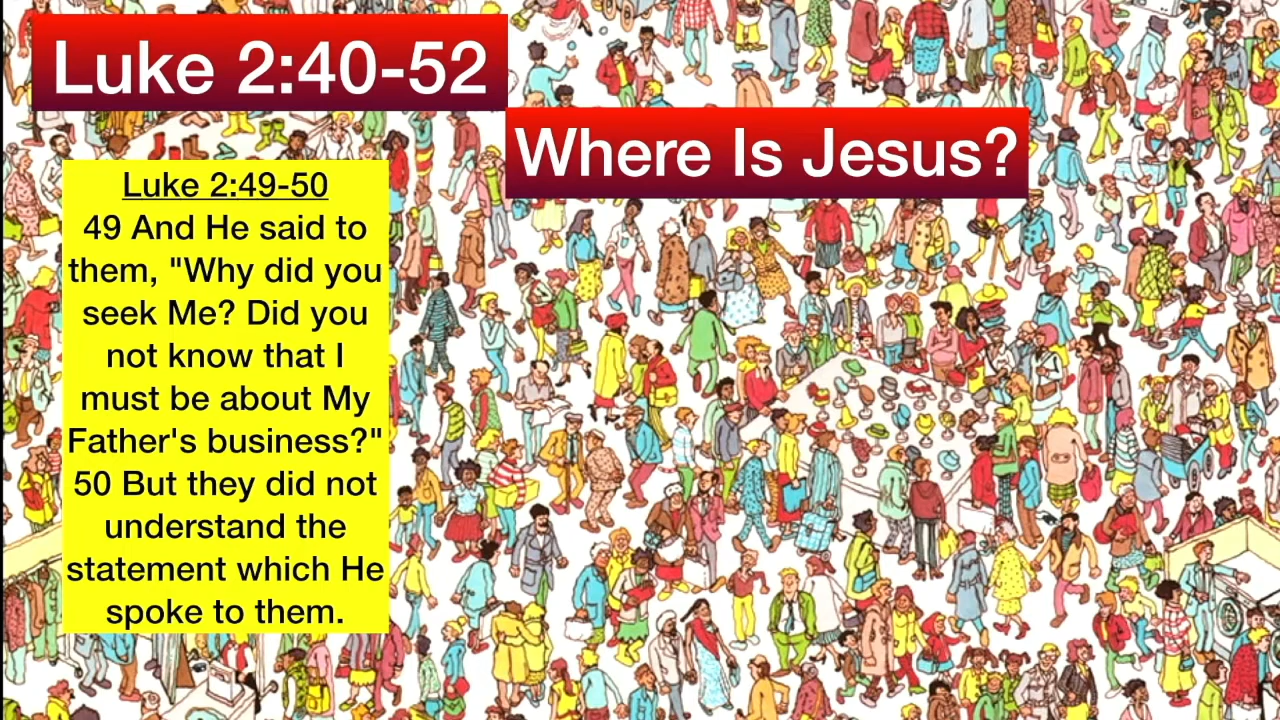 Luke 2:40-52
Where Is Jesus?
Luke 2:49-50
49 And He said to
them, "Why did you
seek Me? Did you
not know that I
must be about My
Father's business?"
50 But they did not
understand the
statement which He
spoke to them.